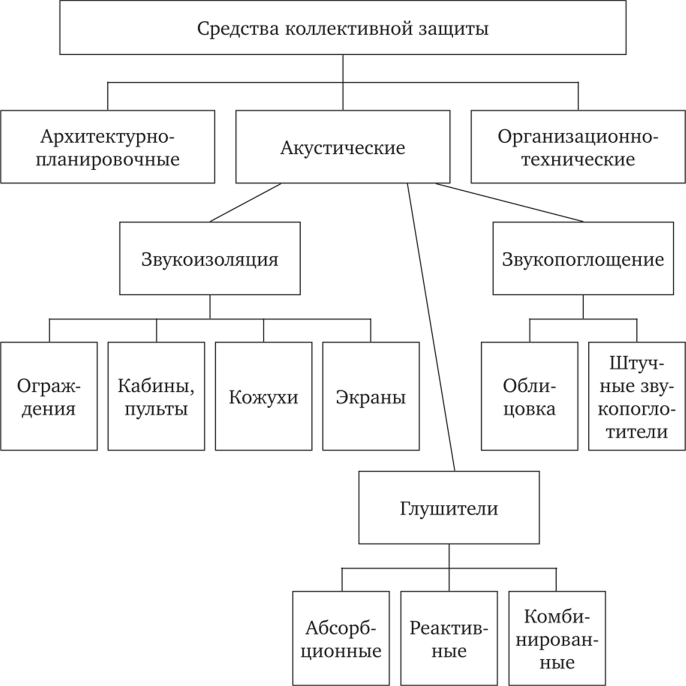 Средства коллективной защиты
Архитектурно-
планировочные
Акустические
Организационно-
технические
Звукоизоляция
Звукопоглощение
Ограж-
дения
Кабины,
пульты
Кожухи
Экраны
Обли-
цовка
Штуч-
ные зву-
копогло-
тители
Глушители
Абсорб-
ционные
Реактив-
ные
Комби-
нирован-
ные